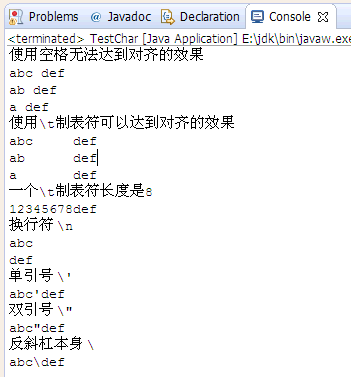 Problems @ Javadoc Declaration Console
<terminated> TestChar [Java Application] E:\jdk\bin\javaw.exe
使用空格无法达到对齐的效果
abc def
ab def
a def
使用\t制表符可以达到对齐的效果
abc     def
ab      def
a       def
一个\t制表符长度是8
12345678def
换行符 \n
abc
def
单引号 \'
abc'def
双引号 \"
abc"def
反斜杠本身 \
abc\def